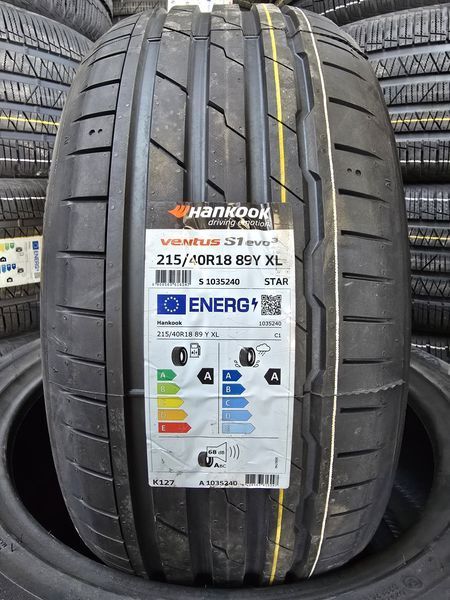 Hankook
driving emotion
ventus S1 evo³
215/40R18 89Y XL
S 1035240 STAR
ENERG
Hankook 1035240
215/40R18 89 Y XL C1
A A A A
B B
C C
D D
E E
68 dB
ABC
K127 A 1035240